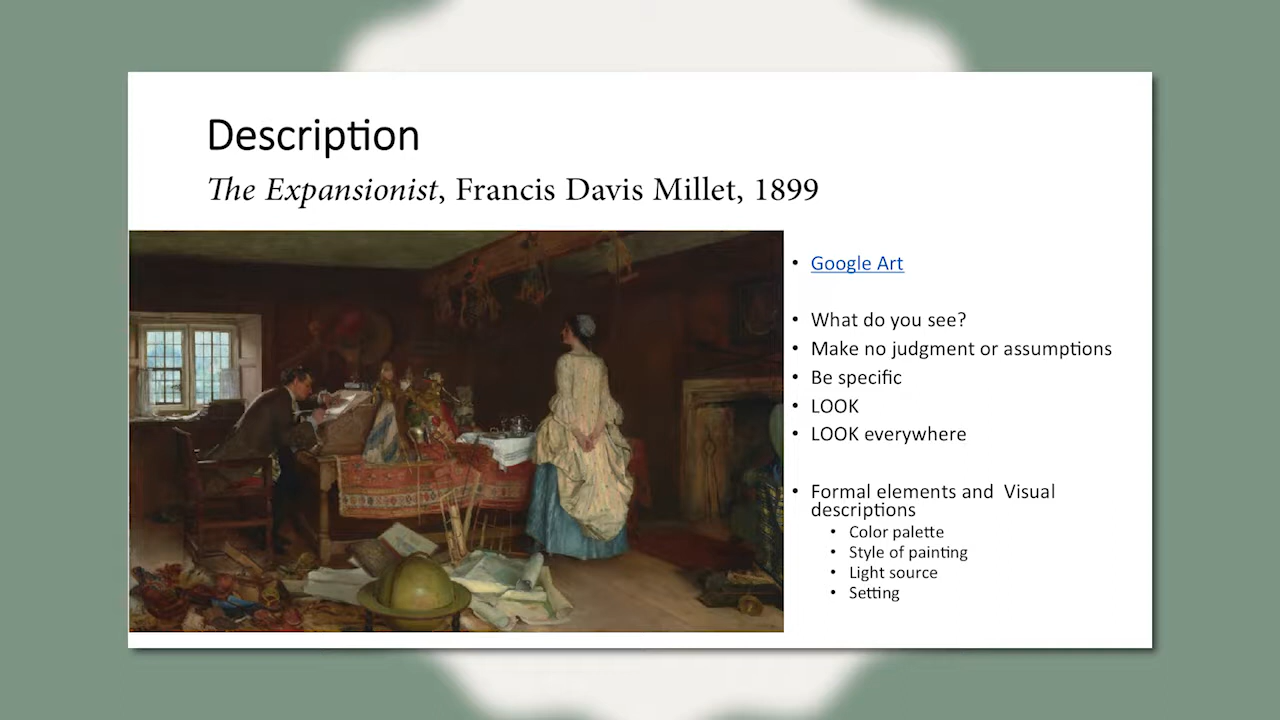 Description
The Expansionist, Francis Davis Millet, 1899
• Google Art
• What do you see?
• Make no judgment or assumptions
• Be specific
• LOOK
• LOOK everywhere
• Formal elements and Visual
descriptions
• Color palette
• Style of painting
• Light source
• Setting